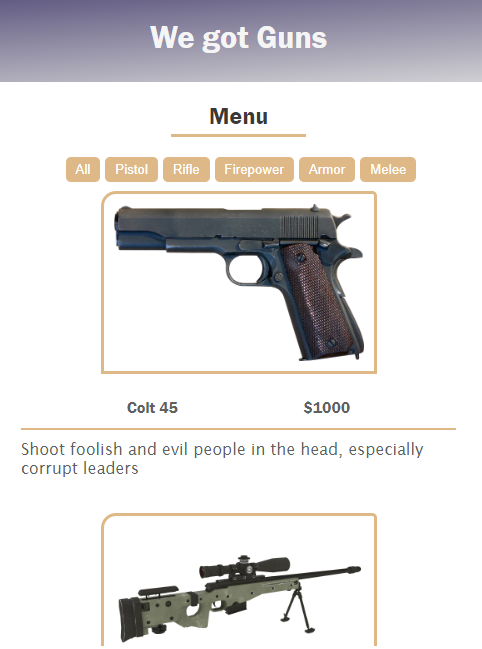 We got Guns
Menu
All Pistol Rifle Firepower Armor Melee
Colt 45 $1000
Shoot foolish and evil people in the head, especially
corrupt leaders